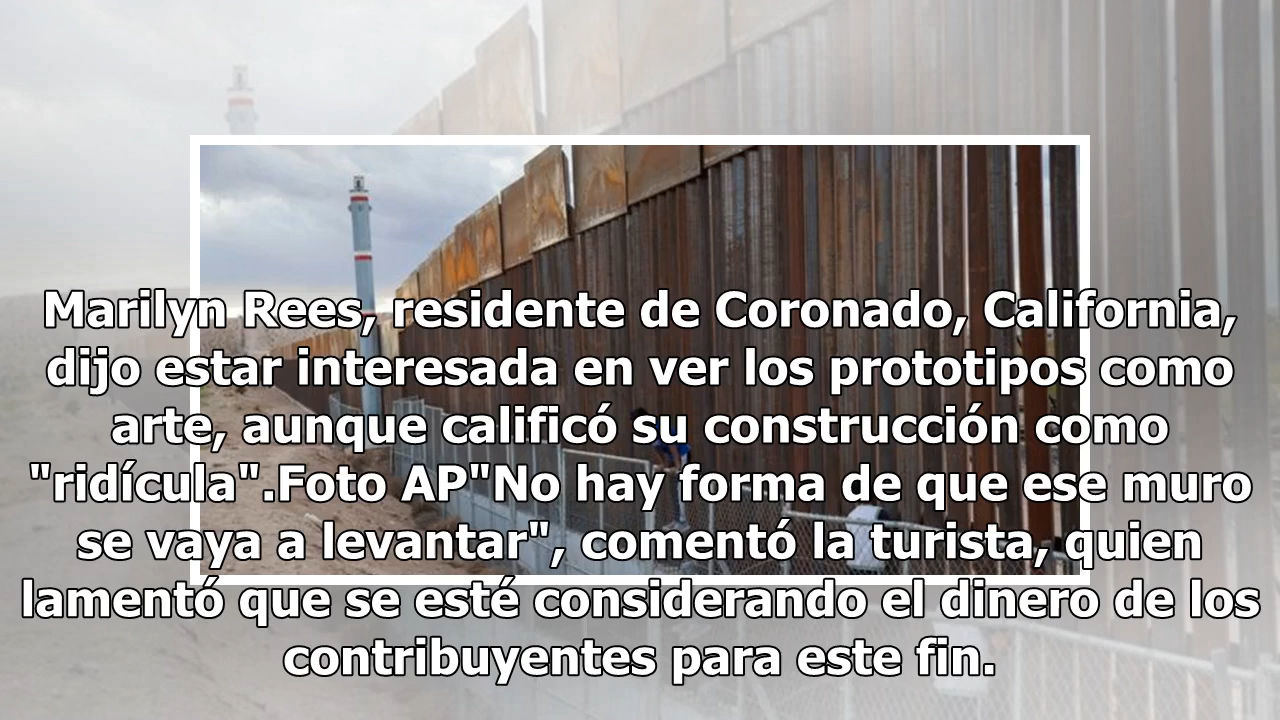 Marilyn Rees, residente de Coronado, California,
dijo estar interesada en ver los prototipos como
arte, aunque calificó su construcción como
"ridícula".Foto AP"No hay forma de que ese muro
se vaya a levantar", comentó la turista, quien
lamentó que se esté considerando el dinero de los
contribuyentes para este fin.